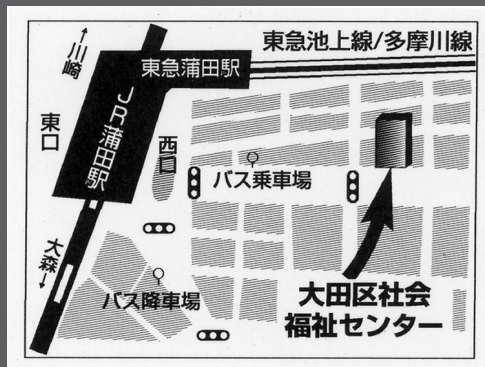 ↑川崎
東急池上線/多摩川線
東急蒲田駅
JR蒲田駅
東口
西口
バス乗車場
大森↓
バス降車場
大田区社会
福祉センター